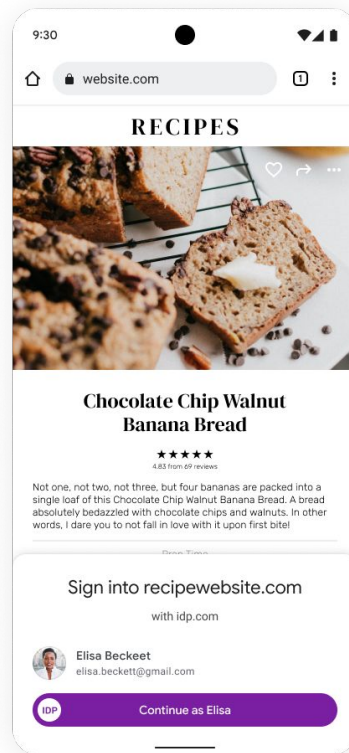 9:30
website.com
1
RECIPES
Chocolate Chip Walnut
Banana Bread
★★★★★
4.83 from 69 reviews
Not one, not two, not three, but four bananas are packed into a
single loaf of this Chocolate Chip Walnut Banana Bread. A bread
absolutely bedazzled with chocolate chips and walnuts. In other
words, I dare you to not fall in love with it upon first bite!
Prep Time
Sign into recipewebsite.com
with idp.com
Elisa Beckeet
elisa.beckett@gmail.com
IDP
Continue as Elisa